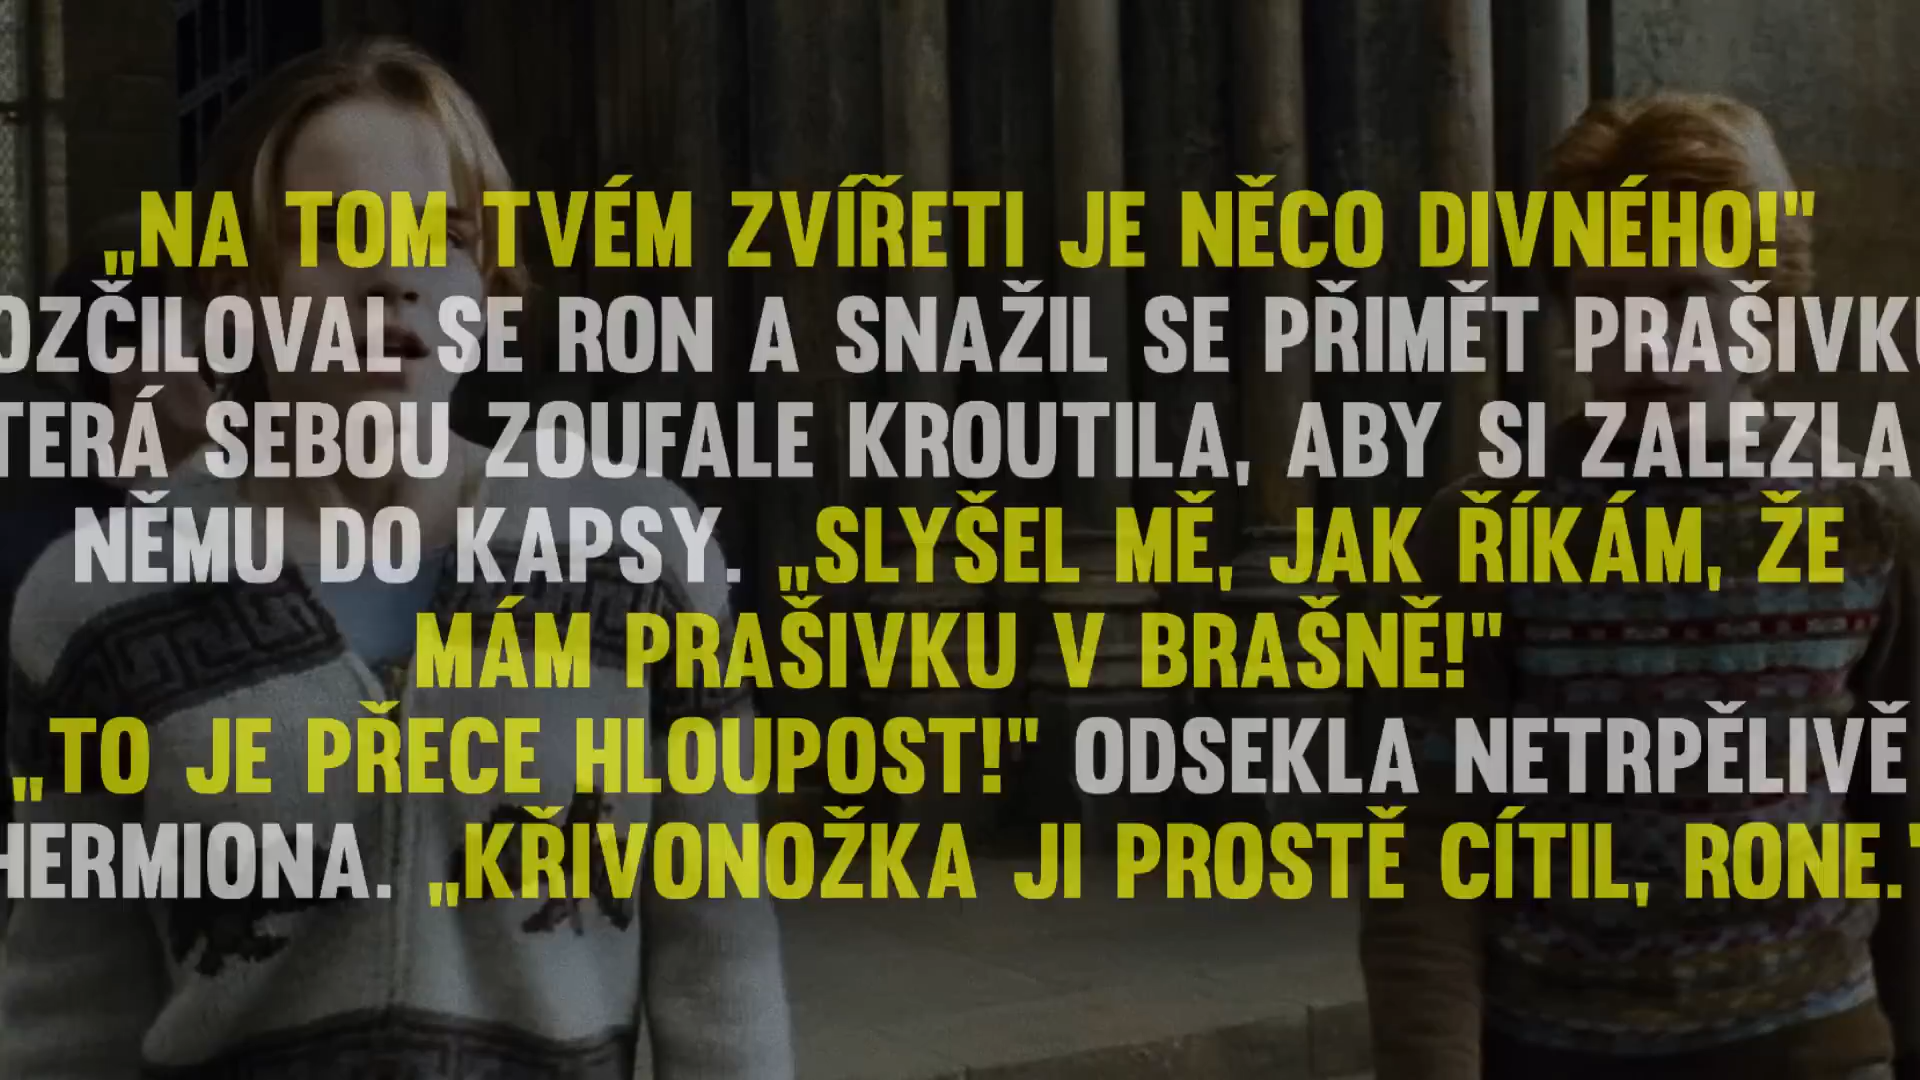 „NA TOM TVÉM ZVÍŘETI JE NĚCO DIVNÉHO!"
OZČILOVAL SE RON A SNAŽIL SE PŘIMĚT PRAŠIVKU
TERÁ SEBOU ZOUFALE KROUTILA, ABY SI ZALEZLA
NĚMU DO KAPSY. „SLYŠEL MĚ, JAK ŘÍKÁM, ŽE
MÁM PRAŠIVKU V BRAŠNĚ!"
„TO JE PŘECE HLOUPOST!" ODSEKLA NETRPĚLIVĚ
HERMIONA. „KŘIVONOŽKA JI PROSTĚ CÍTIL, RONE."